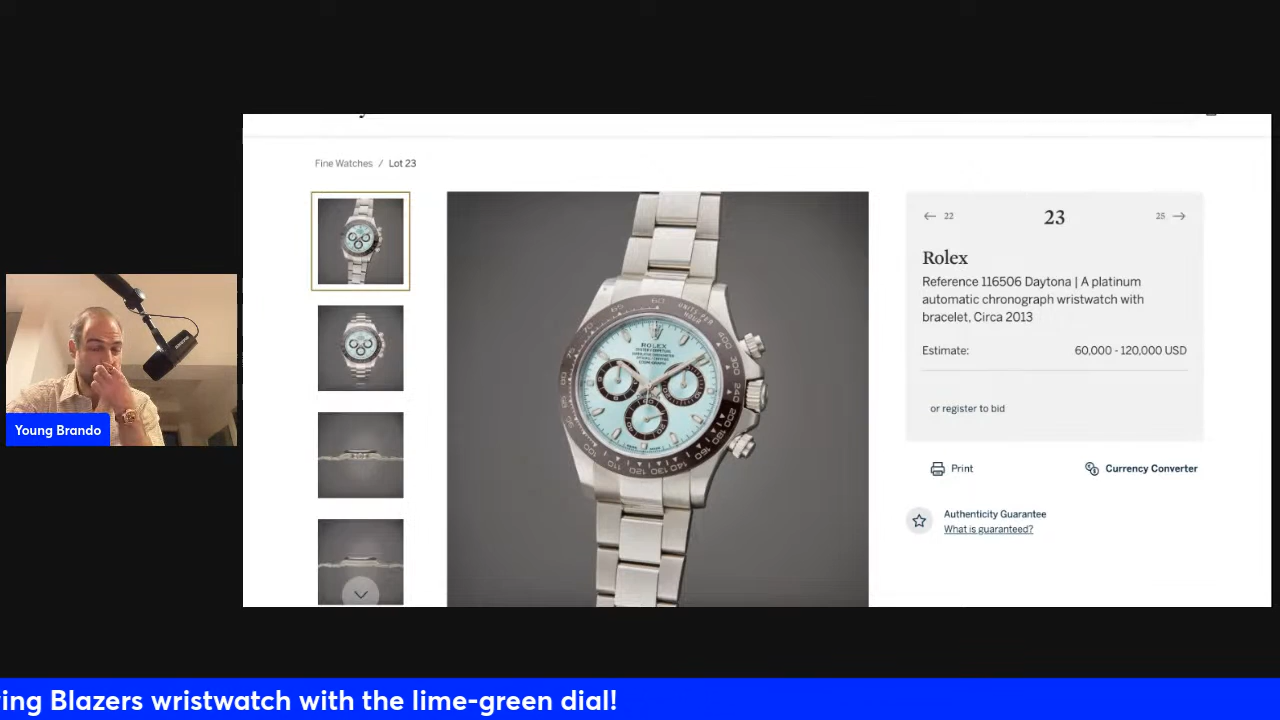 Fine Watches / Lot 23
22
23
25
Rolex
Reference 116506 Daytona | A platinum
automatic chronograph wristwatch with
bracelet, Circa 2013
Estimate: 60,000 - 120,000 USD
or register to bid
Print
Currency Converter
Authenticity Guarantee
What is guaranteed?
ROLEX
Young Brando
ing Blazers wristwatch with the lime-green dial!